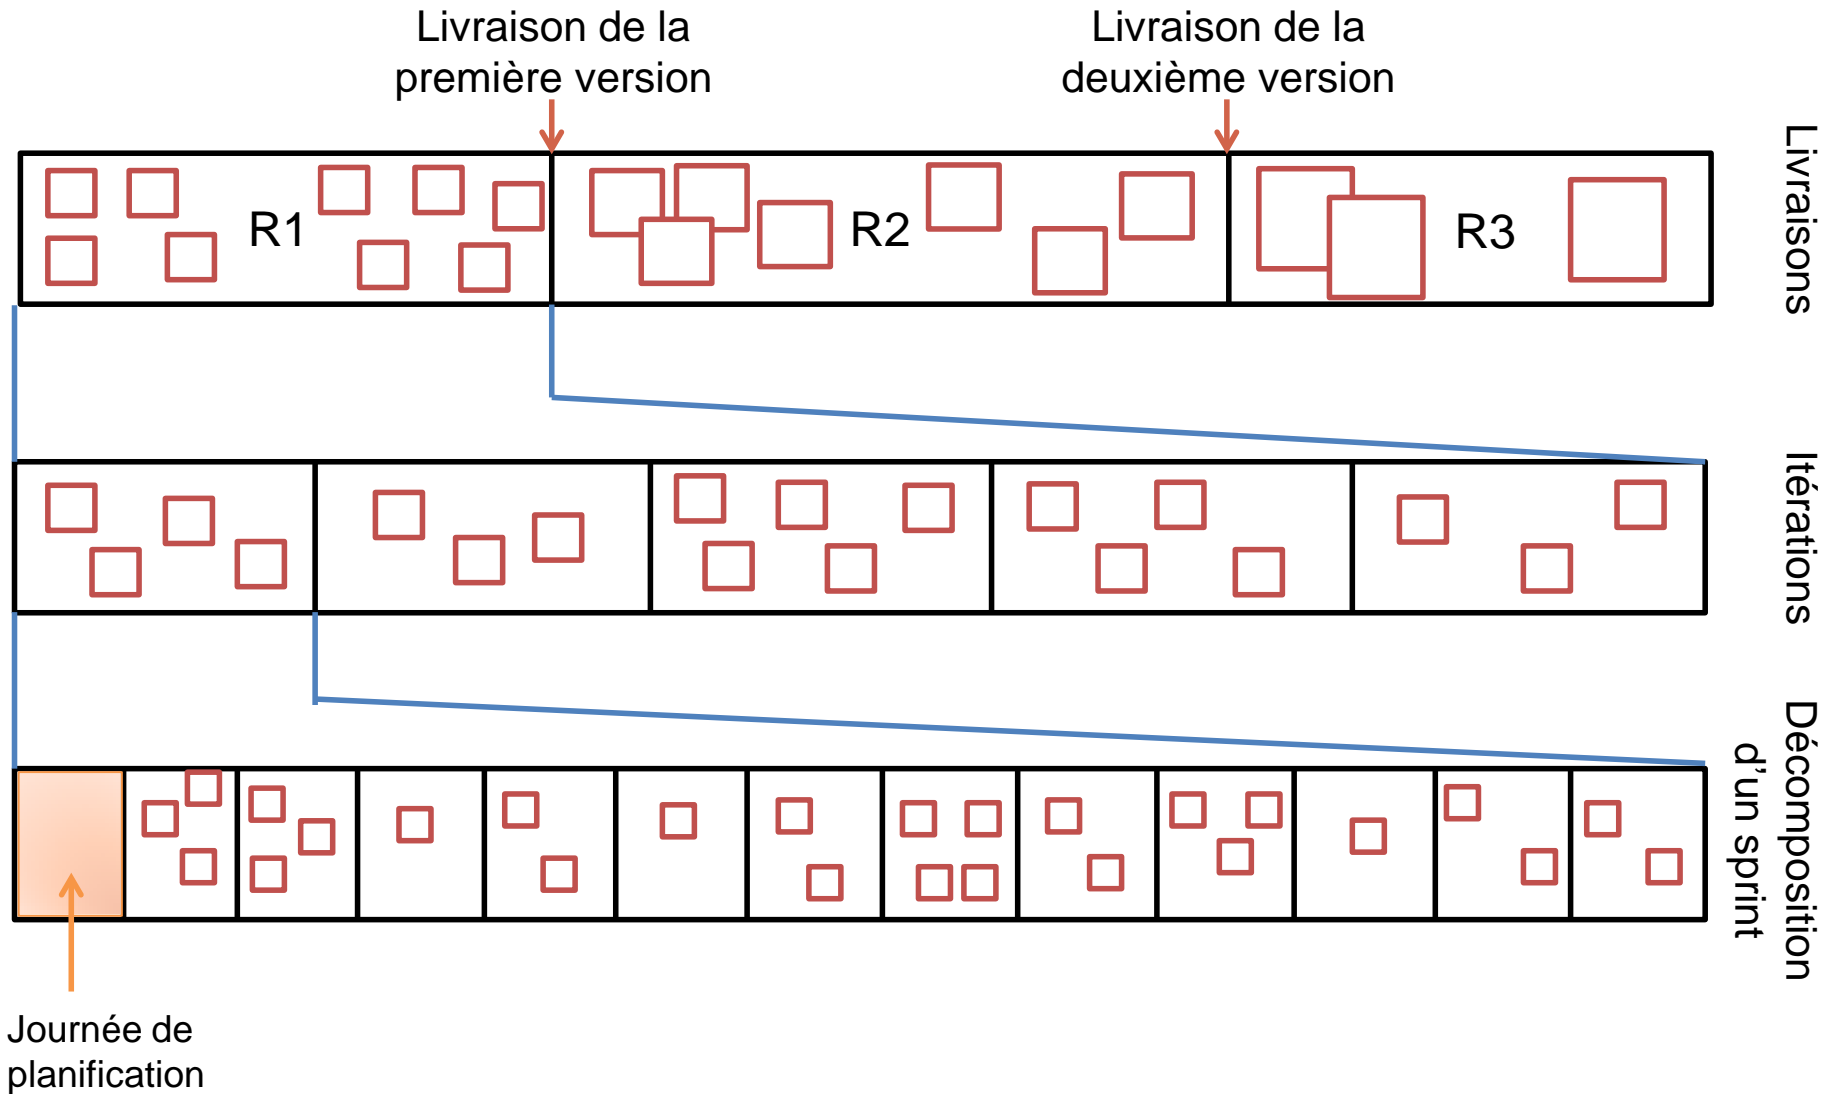 Livraison de la
première version
Livraison de la
deuxième version
R1
R2
R3
Livraisons
Itérations
Décomposition
d'un sprint
Journée de
planification